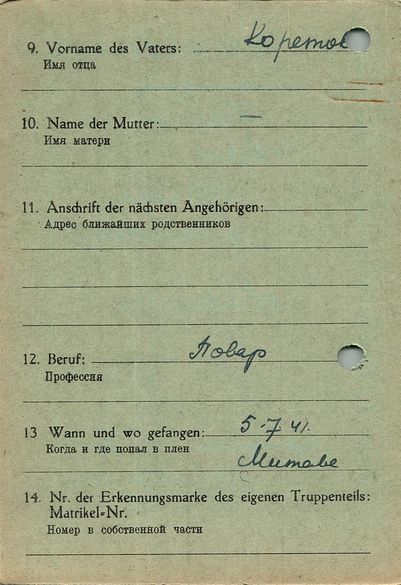 9. Vorname des Vaters:
Имя отца
10. Name der Mutter: —
Имя матери
11. Anschrift der nächsten Angehörigen:
Адрес ближайших родственников
12. Beruf: Повар
Профессия
13 Wann und wo gefangen: 5.7.41.
Когда и где попал в плен Митаве
14. Nr. der Erkennungsmarke des eigenen Truppenteils:
Matrikel-Nr.
Номер в собственной части